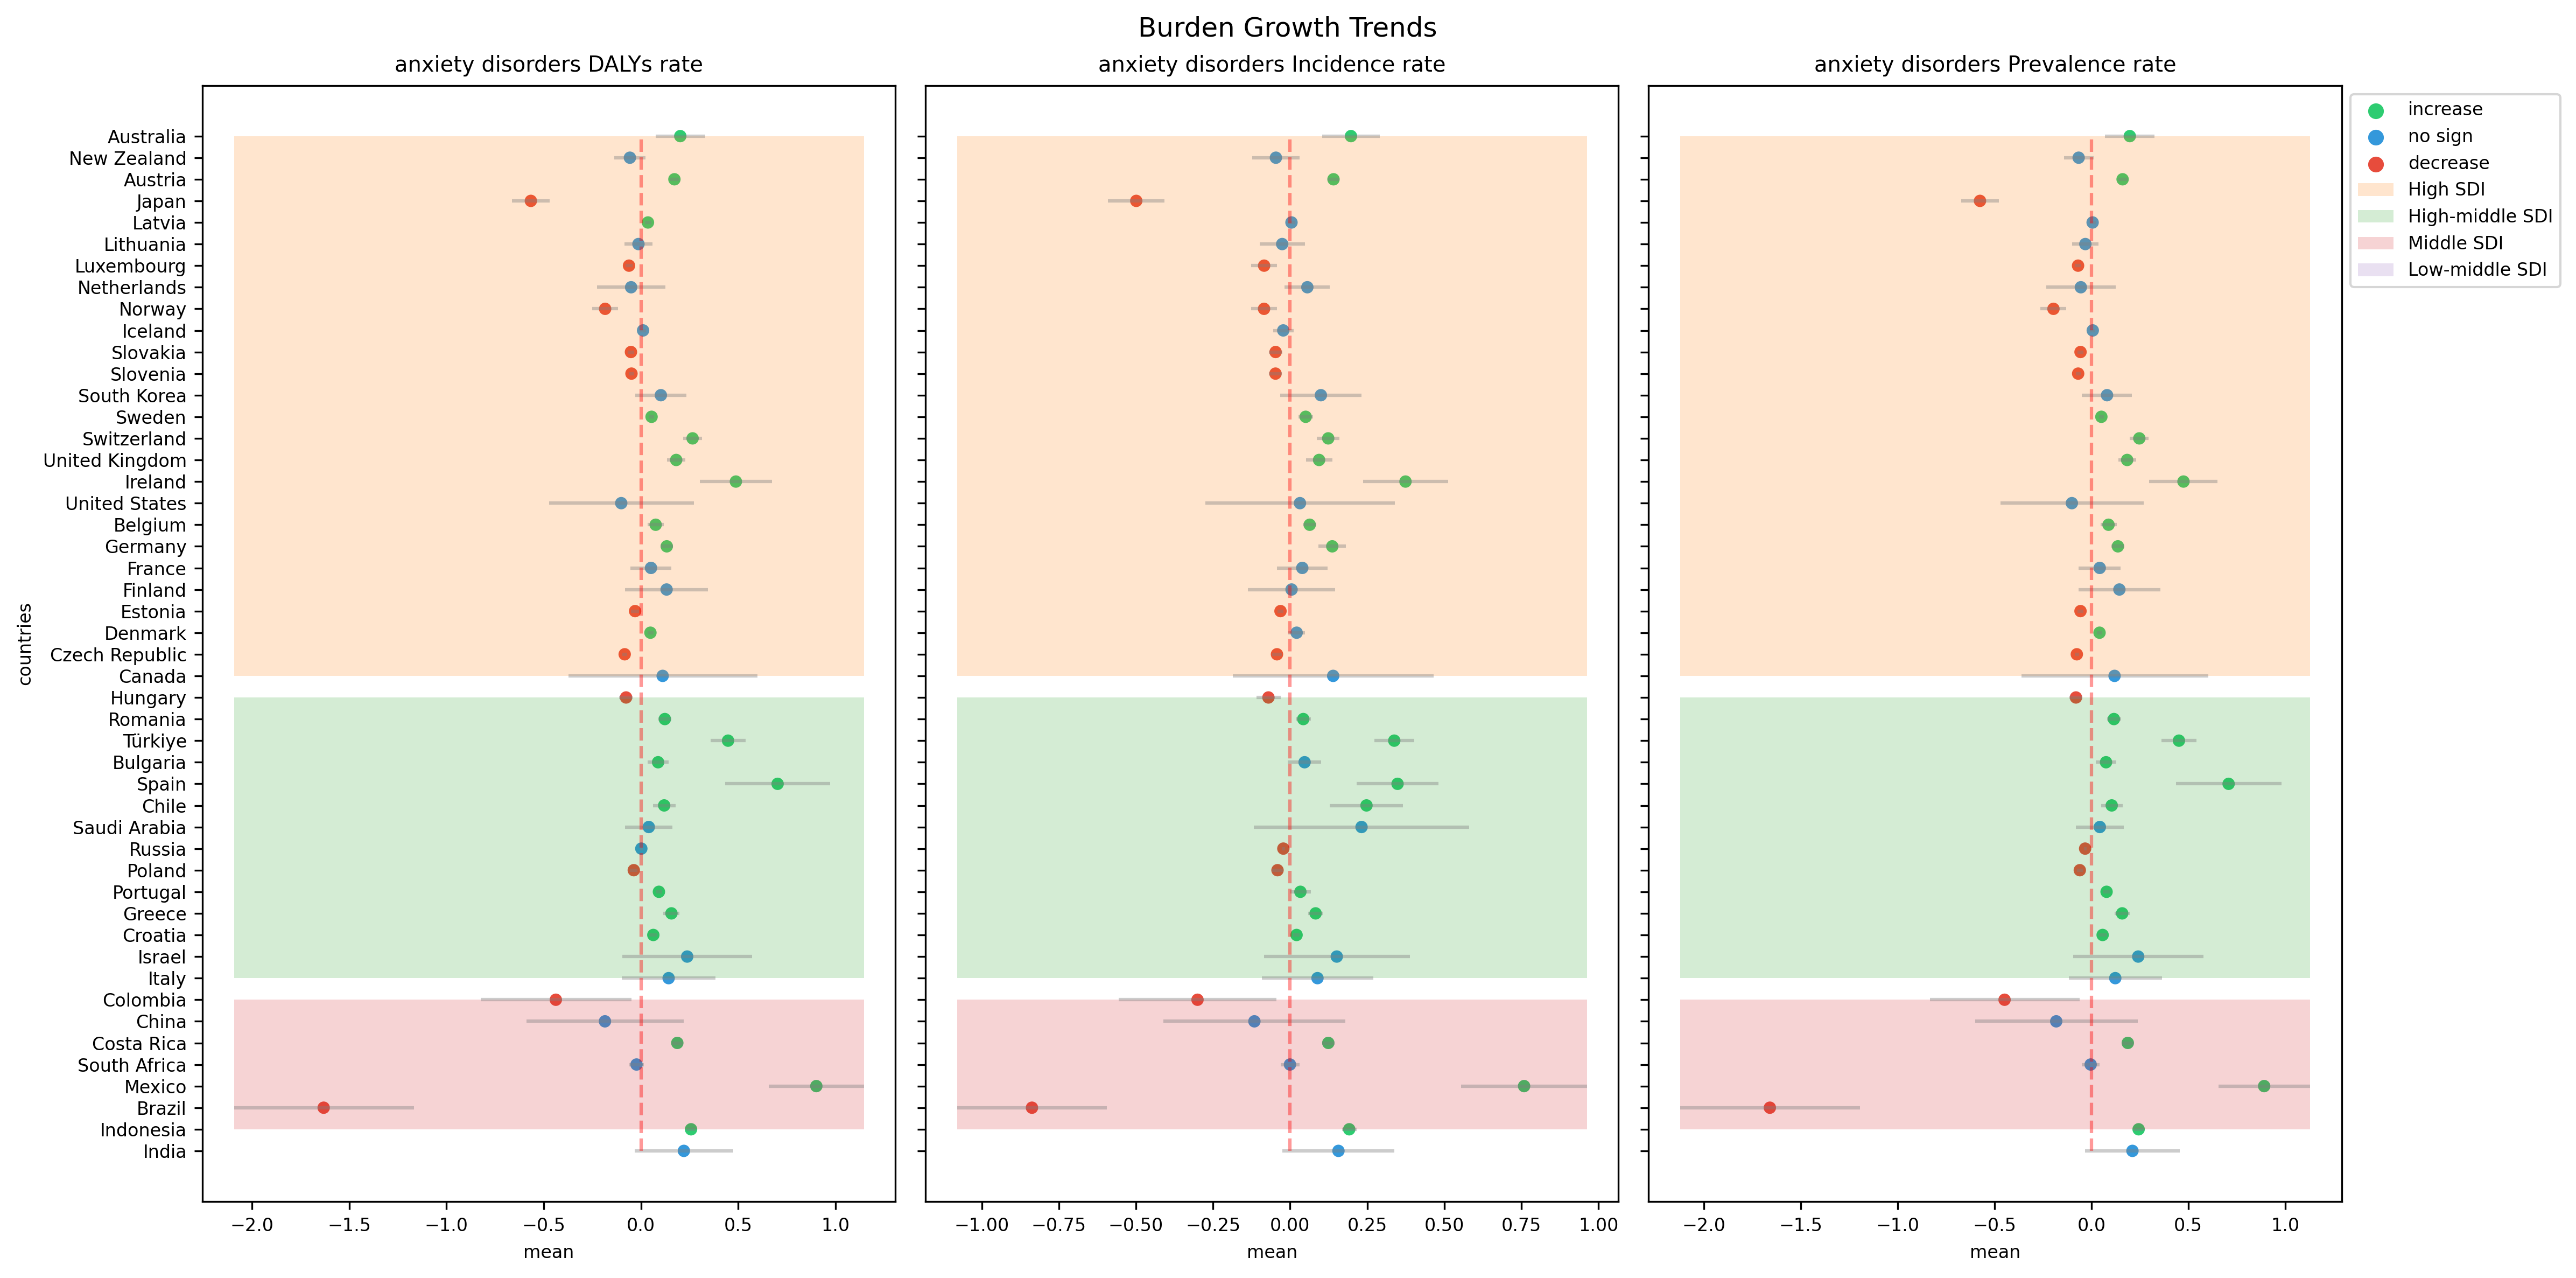 Burden Growth Trends
anxiety disorders DALYs rate
anxiety disorders Incidence rate
anxiety disorders Prevalence rate
increase
no sign
decrease
High SDI
High-middle SDI
Middle SDI
Low-middle SDI
countries
Australia
New Zealand
Austria
Japan
Latvia
Lithuania
Luxembourg
Netherlands
Norway
Iceland
Slovakia
Slovenia
South Korea
Sweden
Switzerland
United Kingdom
Ireland
United States
Belgium
Germany
France
Finland
Estonia
Denmark
Czech Republic
Canada
Hungary
Romania
Türkiye
Bulgaria
Spain
Chile
Saudi Arabia
Russia
Poland
Portugal
Greece
Croatia
Israel
Italy
Colombia
China
Costa Rica
South Africa
Mexico
Brazil
Indonesia
India
−2.0 −1.5 −1.0 −0.5 0.0 0.5 1.0
mean
−1.00 −0.75 −0.50 −0.25 0.00 0.25 0.50 0.75 1.00
mean
−2.0 −1.5 −1.0 −0.5 0.0 0.5 1.0
mean